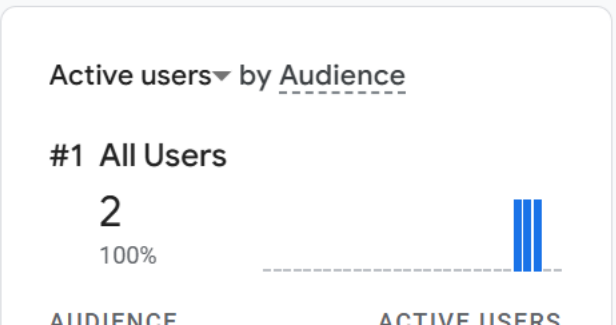 Active users by Audience
#1 All Users
2
100%
AUDIENCE ACTIVE USERS